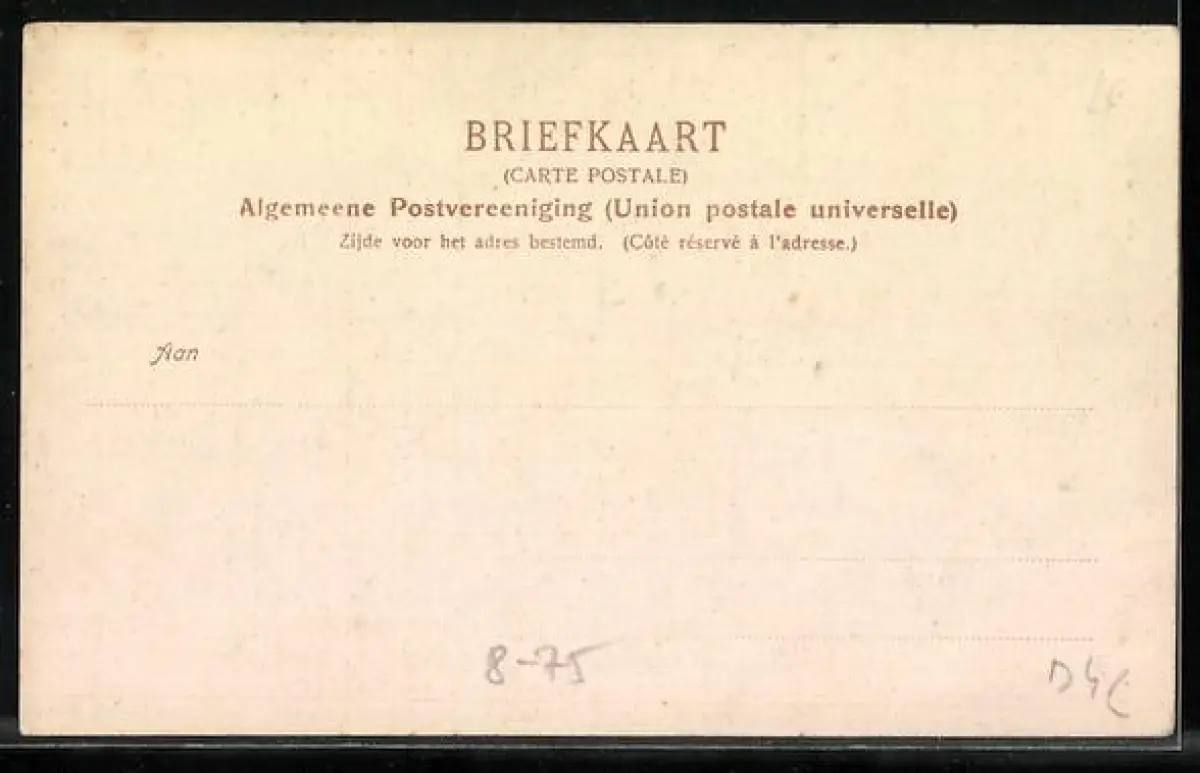 BRIEFKAART
(CARTE POSTALE)
Algemeene Postvereeniging (Union postale universelle)
Zijde voor het adres bestemd. (Côté réservé à l'adresse.)
Aan
8-75